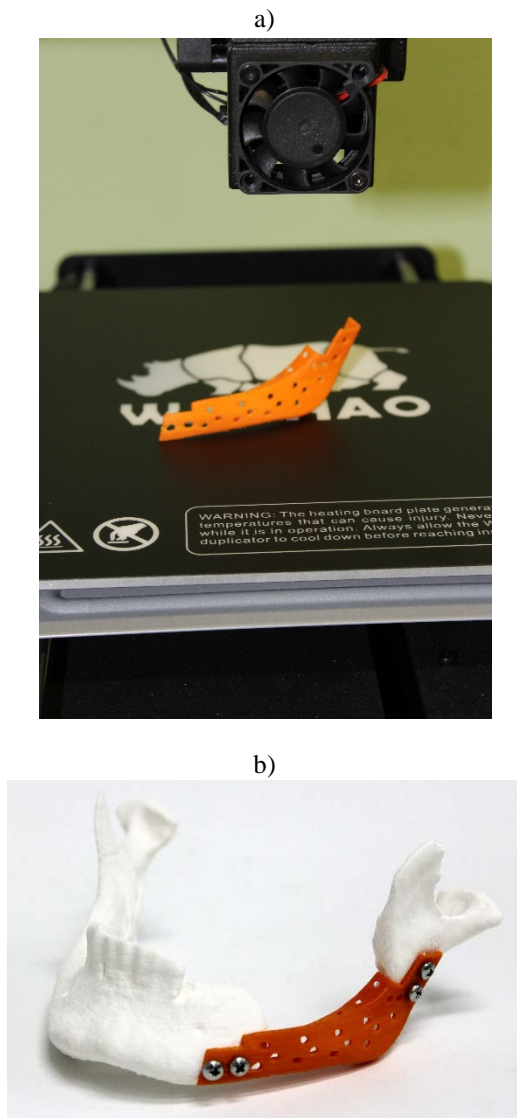 a)
W HAO
WARNING: The heating board plate genera
temperatures that can cause injury. Neve
while it is in operation. Always allow the W
duplicator to cool down before reaching in
b)